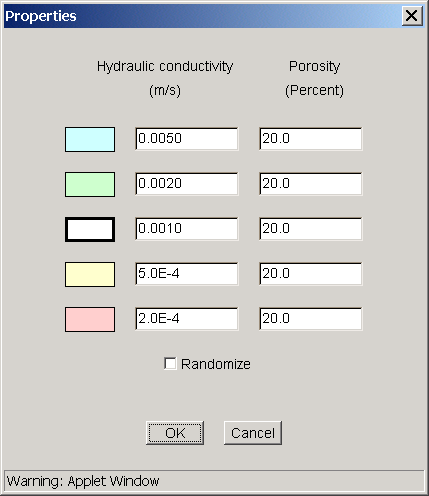 Properties
Hydraulic conductivity Porosity
(m/s) (Percent)
0.0050 20.0
0.0020 20.0
0.0010 20.0
5.0E-4 20.0
2.0E-4 20.0
Randomize
OK Cancel
Warning: Applet Window